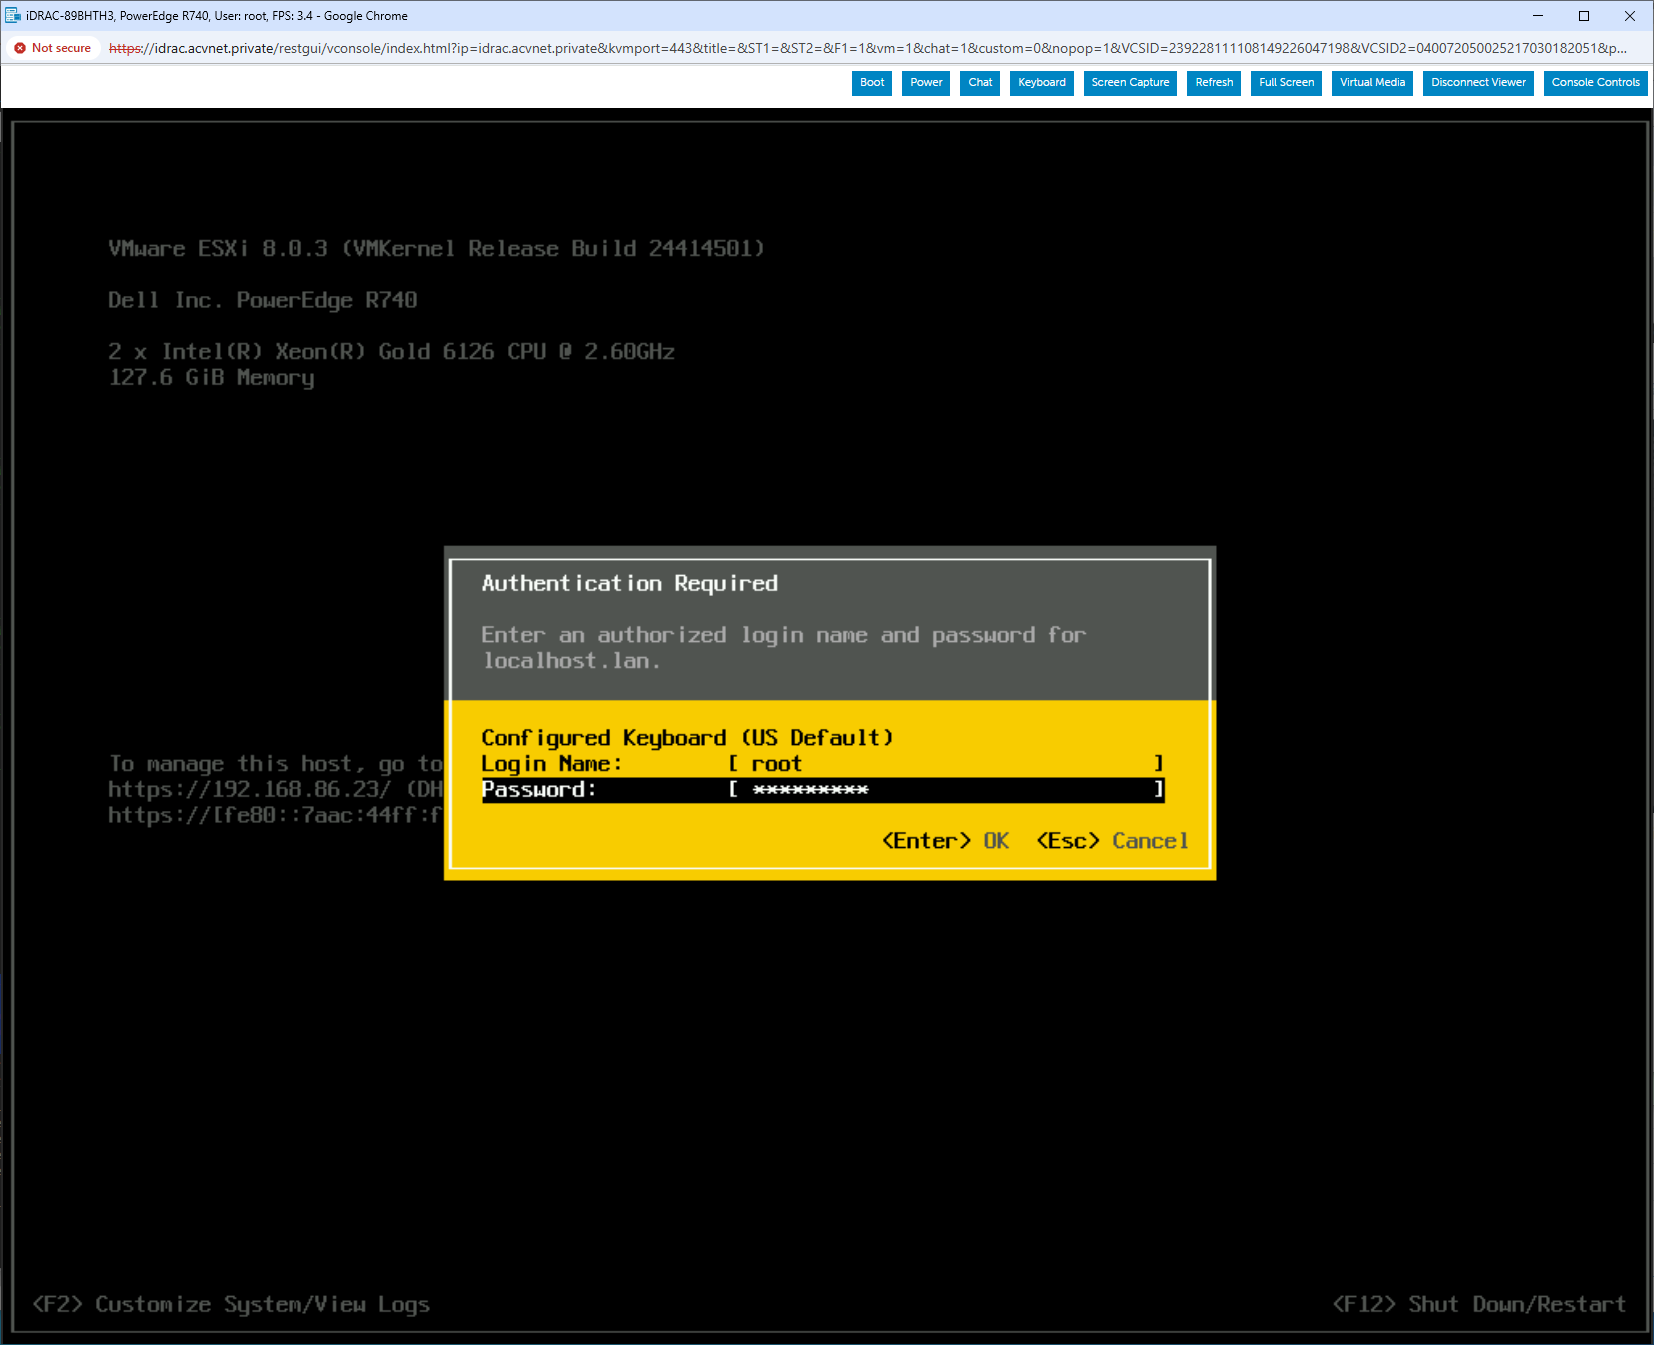 iDRAC-89BHTH3, PowerEdge R740, User: root, FPS: 3.4 - Google Chrome
Not secure https://idrac.acvnet.private/restgui/vconsole/index.html?ip=idrac.acvnet.private&kvmport=443&title=&ST1=&ST2=&F1=1&vm=1&chat=1&custom=0&nopop=1&VCSID=239228111108149226047198&VCSID2=040072050025217030182051&p...
Boot Power Chat Keyboard Screen Capture Refresh Full Screen Virtual Media Disconnect Viewer Console Controls
VMware ESXi 8.0.3 (VMKernel Release Build 24414501)
Dell Inc. PowerEdge R740
2 x Intel(R) Xeon(R) Gold 6126 CPU @ 2.60GHz
127.6 GiB Memory
Authentication Required
Enter an authorized login name and password for
localhost.lan.
Configured Keyboard (US Default)
Login Name: [ root ]
Password: [ ********* ]
<Enter> OK <Esc> Cancel
To manage this host, go to
https://192.168.86.23/ (DH
https://[fe80::7aac:44ff:f
<F2> Customize System/View Logs
<F12> Shut Down/Restart